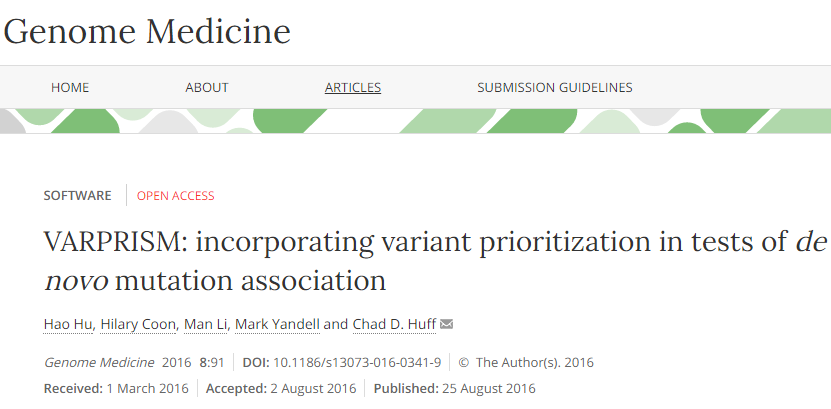 Genome Medicine
HOME ABOUT ARTICLES SUBMISSION GUIDELINES
SOFTWARE OPEN ACCESS
VARPRISM: incorporating variant prioritization in tests of de
novo mutation association
Hao Hu, Hilary Coon, Man Li, Mark Yandell and Chad D. Huff
Genome Medicine 2016 8:91 DOI: 10.1186/s13073-016-0341-9 © The Author(s). 2016
Received: 1 March 2016 Accepted: 2 August 2016 Published: 25 August 2016